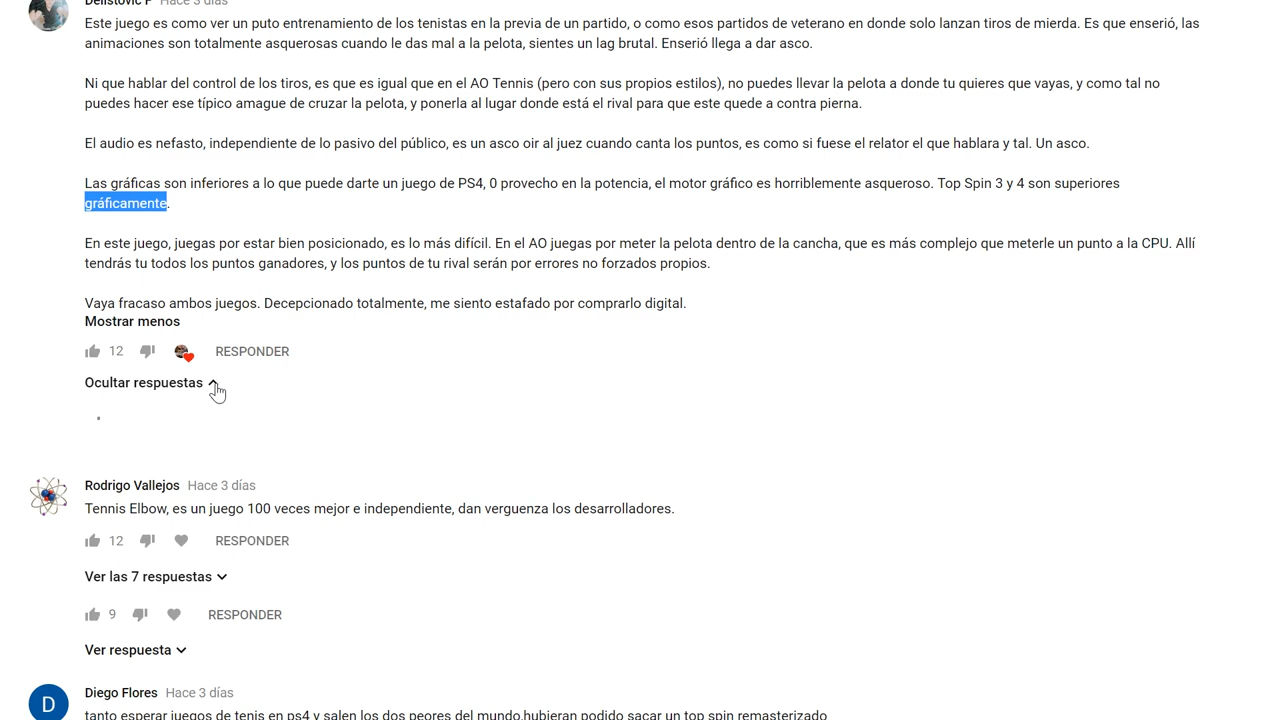 Delistovic P Hace 3 días
Este juego es como ver un puto entrenamiento de los tenistas en la previa de un partido, o como esos partidos de veterano en donde solo lanzan tiros de mierda. Es que enserió, las
animaciones son totalmente asquerosas cuando le das mal a la pelota, sientes un lag brutal. Enserió llega a dar asco.
Ni que hablar del control de los tiros, es que es igual que en el AO Tennis (pero con sus propios estilos), no puedes llevar la pelota a donde tu quieres que vayas, y como tal no
puedes hacer ese típico amague de cruzar la pelota, y ponerla al lugar donde está el rival para que este quede a contra pierna.
El audio es nefasto, independiente de lo pasivo del público, es un asco oir al juez cuando canta los puntos, es como si fuese el relator el que hablara y tal. Un asco.
Las gráficas son inferiores a lo que puede darte un juego de PS4, 0 provecho en la potencia, el motor gráfico es horriblemente asqueroso. Top Spin 3 y 4 son superiores
gráficamente.
En este juego, juegas por estar bien posicionado, es lo más difícil. En el AO juegas por meter la pelota dentro de la cancha, que es más complejo que meterle un punto a la CPU. Allí
tendrás tu todos los puntos ganadores, y los puntos de tu rival serán por errores no forzados propios.
Vaya fracaso ambos juegos. Decepcionado totalmente, me siento estafado por comprarlo digital.
Mostrar menos
12 RESPONDER
Ocultar respuestas
Rodrigo Vallejos Hace 3 días
Tennis Elbow, es un juego 100 veces mejor e independiente, dan verguenza los desarrolladores.
12 RESPONDER
Ver las 7 respuestas
9 RESPONDER
Ver respuesta
D
Diego Flores Hace 3 días
tanto esperar juegos de tenis en ps4 y salen los dos peores del mundo,hubieran podido sacar un top spin remasterizado